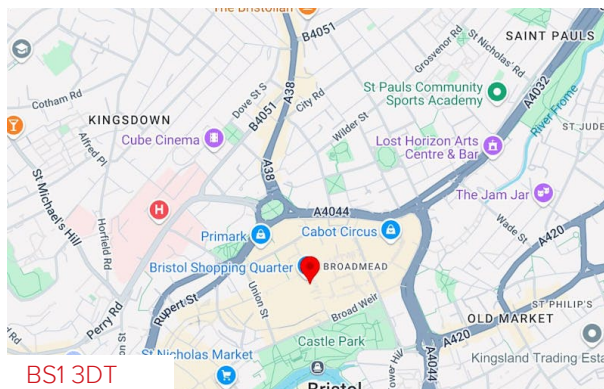 The Bristolian
B4051
SAINT PAULS
Grosvenor Rd
St Nicholas' Rd
A4032
A38
Dove St S
B4051
City Rd
St Pauls Community
Sports Academy
Cotham Rd
KINGSDOWN
Alfred Pl
Cube Cinema
Wilder St
Lost Horizon Arts
Centre & Bar
River Frome
ST JUDE
A38
St Michael's Hill
Horfield Rd
H
The Jam Jar
A4044
Primark
Cabot Circus
Wade St
A420
Bristol Shopping Quarter
BROADMEAD
Rupert St
Union St
Perry Rd
Broad Weir
OLD MARKET
ST PHILIP'S
Castle Park
A420
St Nicholas Market
Tower Hill
A4044
Kingsland Trading Esta
Bristol
BS1 3DT